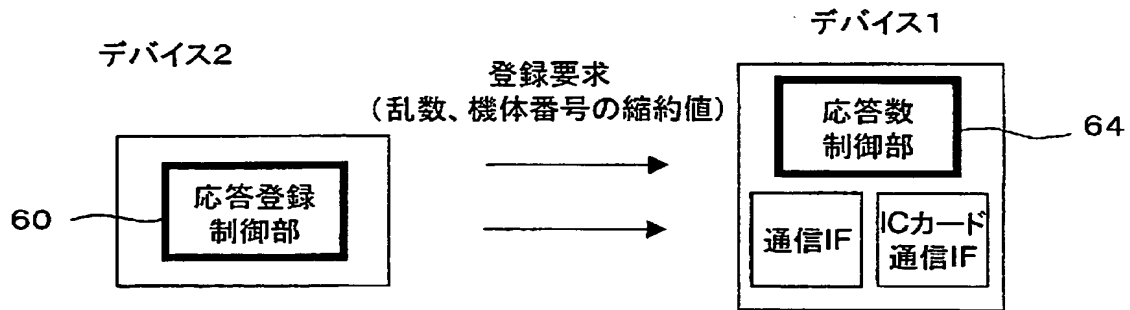 デバイス2
デバイス1
登録要求
(乱数、機体番号の縮約値)
応答登録
制御部
60
応答数
制御部
64
通信IF
ICカード
通信IF